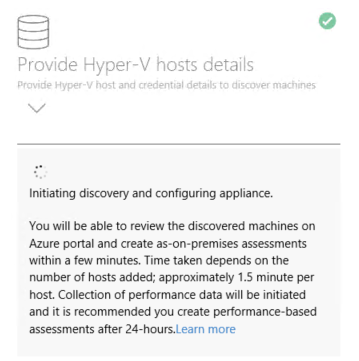 Provide Hyper-V hosts details
Provide Hyper-V host and credential details to discover machines
Initiating discovery and configuring appliance.
You will be able to review the discovered machines on
Azure portal and create as-on-premises assessments
within a few minutes. Time taken depends on the
number of hosts added; approximately 1.5 minute per
host. Collection of performance data will be initiated
and it is recommended you create performance-based
assessments after 24-hours.Learn more